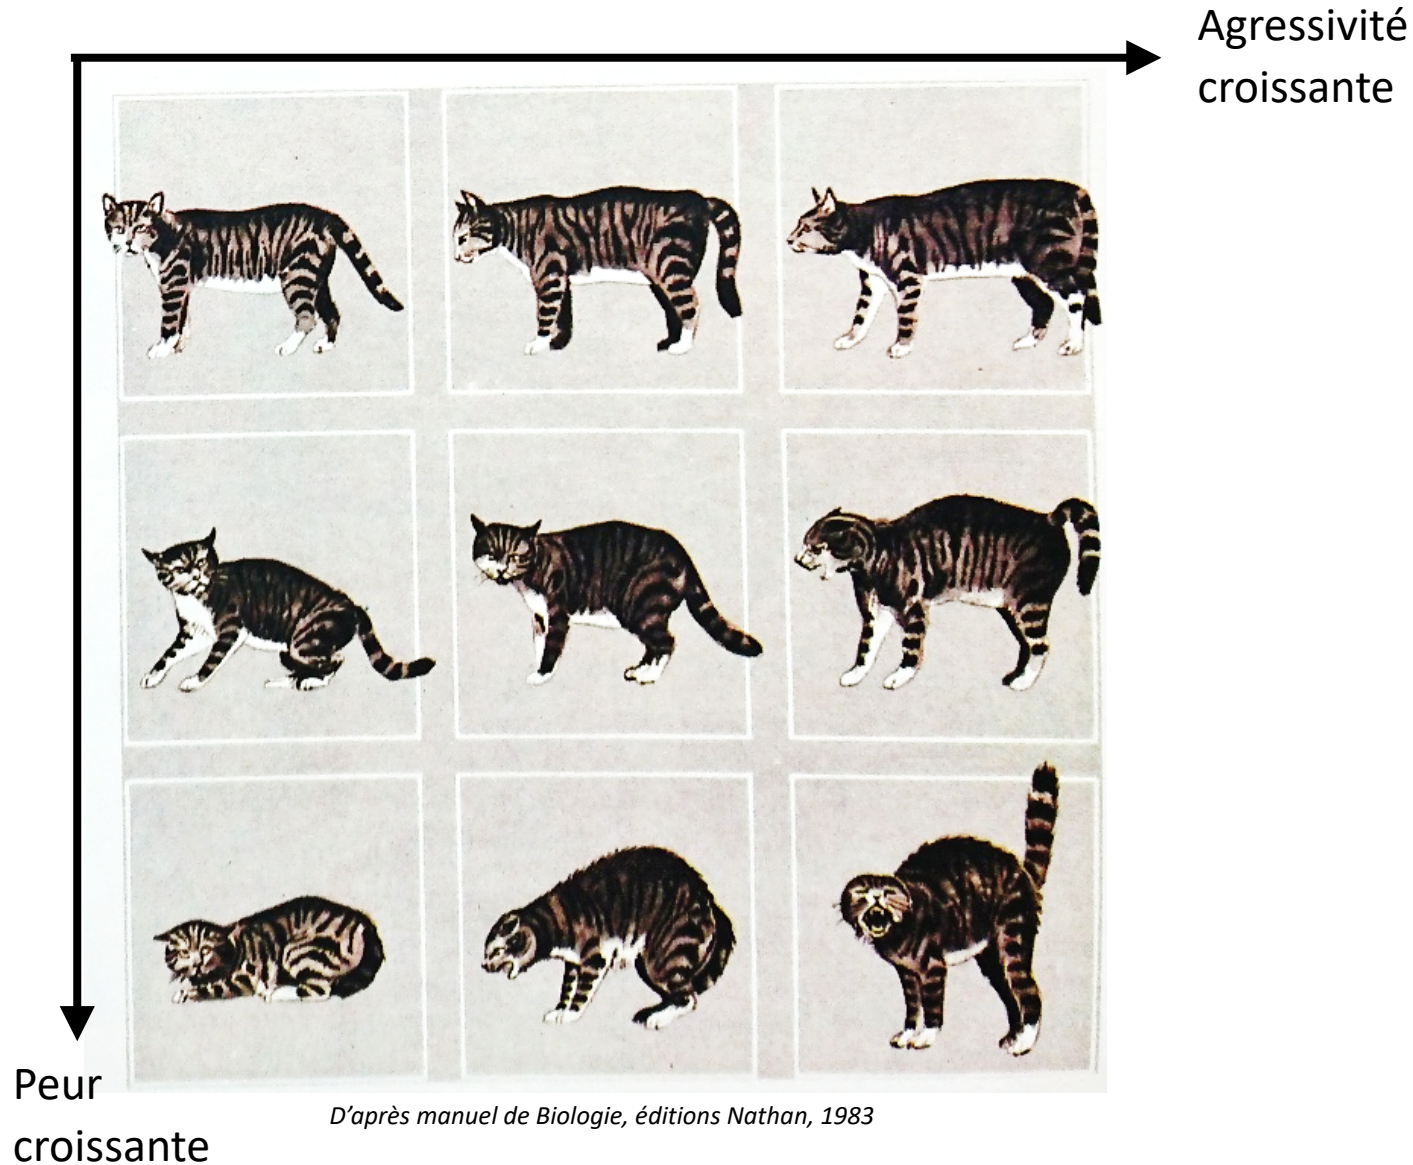 Agressivité
croissante
Peur
croissante
D’après manuel de Biologie, éditions Nathan, 1983